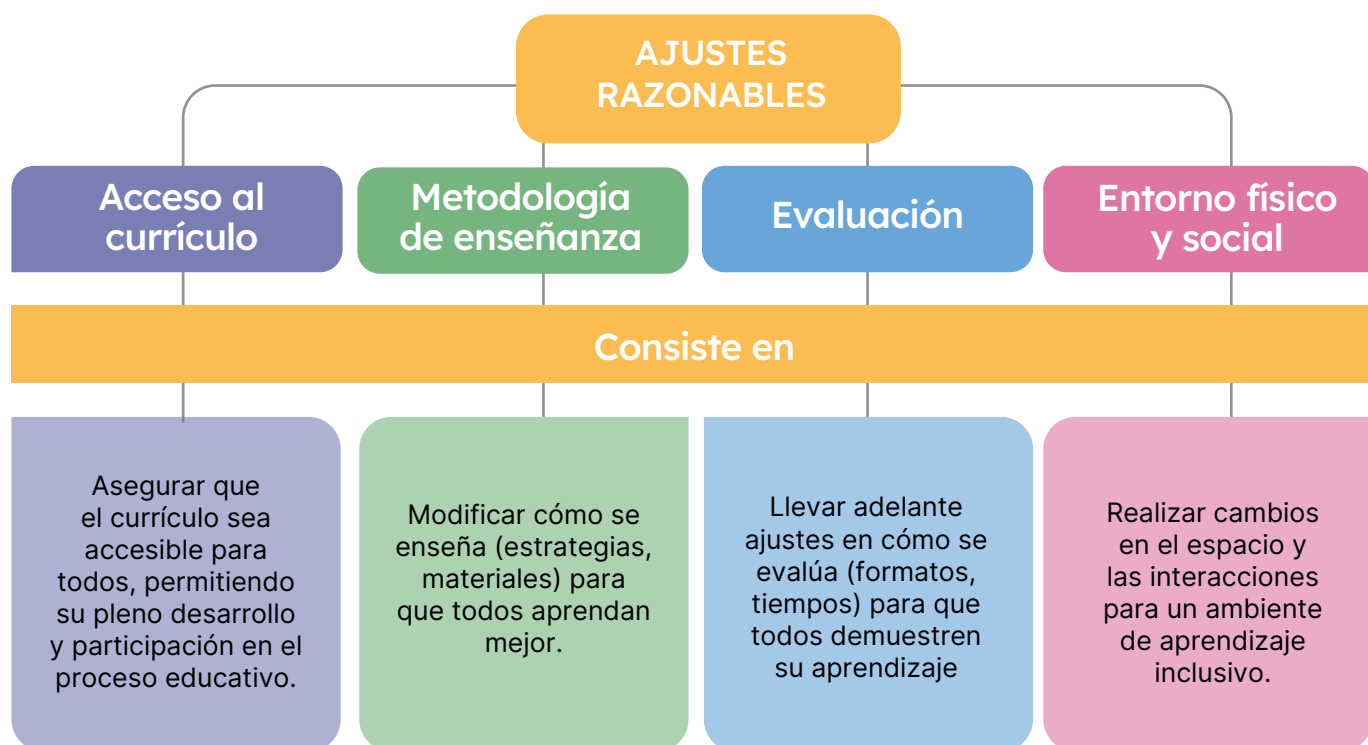 AJUSTES
RAZONABLES
Acceso al
currículo
Metodología
de enseñanza
Evaluación
Entorno físico
y social
Consiste en
Asegurar que
el currículo sea
accesible para
todos, permitiendo
su pleno desarrollo
y participación en el
proceso educativo.
Modificar cómo se
enseña (estrategias,
materiales) para
que todos aprendan
mejor.
Llevar adelante
ajustes en cómo se
evalúa (formatos,
tiempos) para que
todos demuestren
su aprendizaje
Realizar cambios
en el espacio y
las interacciones
para un ambiente
de aprendizaje
inclusivo.